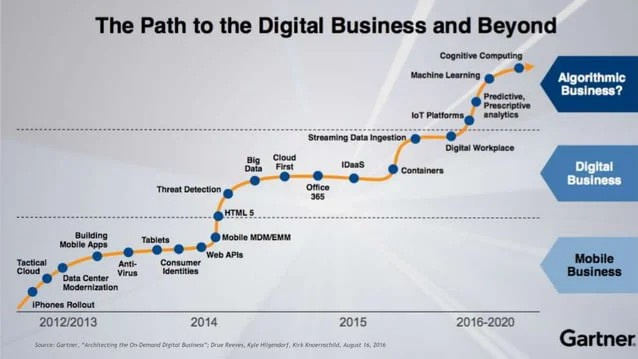 The Path to the Digital Business and Beyond
Cognitive Computing
Machine Learning
Algorithmic
Business?
Predictive,
Prescriptive
analytics
IoT Platforms
Streaming Data Ingestion
Digital Workplace
Big
Data
Cloud
First
IDaaS
Containers
Digital
Business
Threat Detection
Office
365
HTML 5
Building
Mobile Apps
Tablets
Mobile MDM/EMM
Web APIs
Mobile
Business
Tactical
Cloud
Anti-
Virus
Consumer
Identities
Data Center
Modernization
iPhones Rollout
2012/2013
2014
2015
2016-2020
Source: Gartner, "Architecting the On-Demand Digital Business"; Drue Reeves, Kyle Hilgendorf, Kirk Knoernschild, August 16, 2016
Gartner